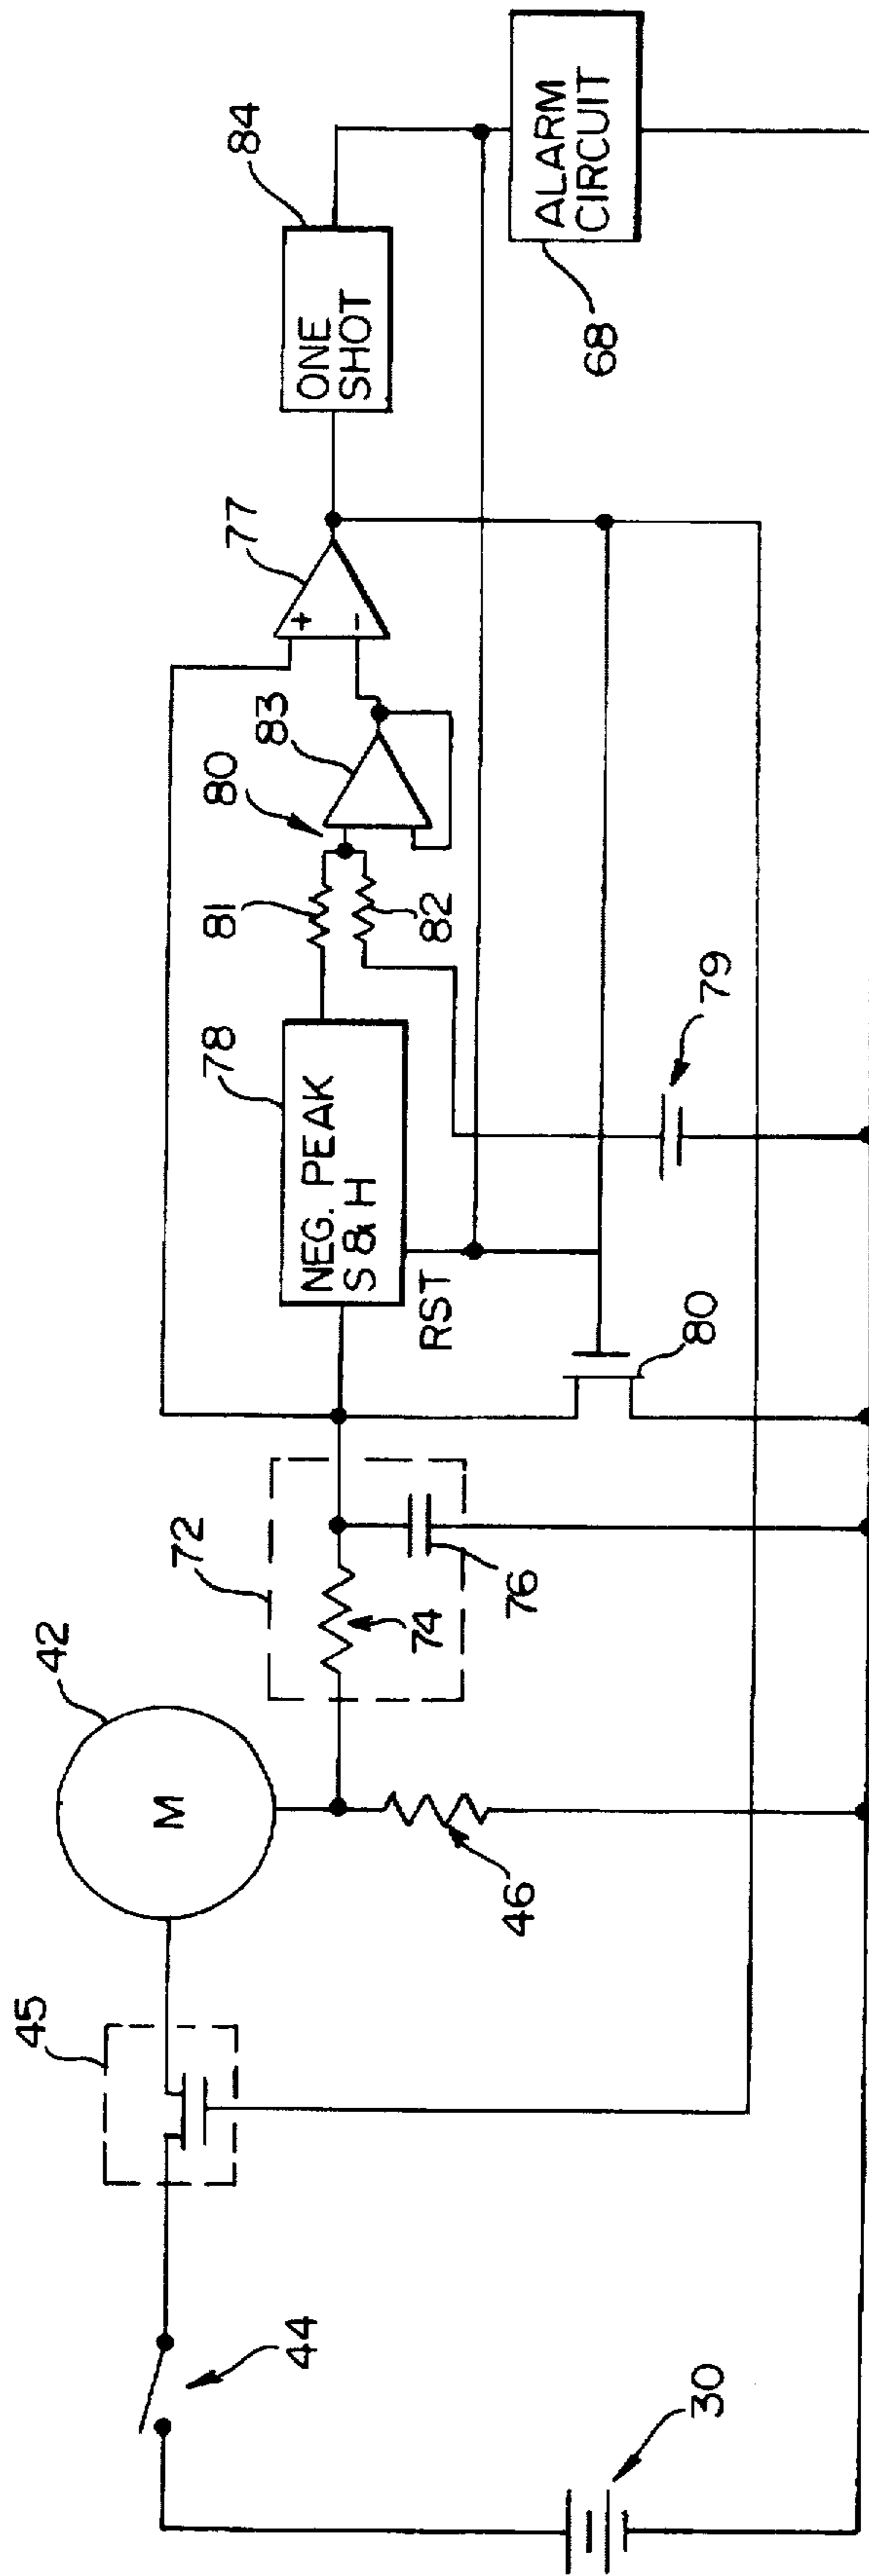 30
44
45
42
M
46
72
74
76
78
NEG. PEAK
S & H
RST
80
79
80
81
82
83
77
+
−
ONE
SHOT
84
ALARM
CIRCUIT
68